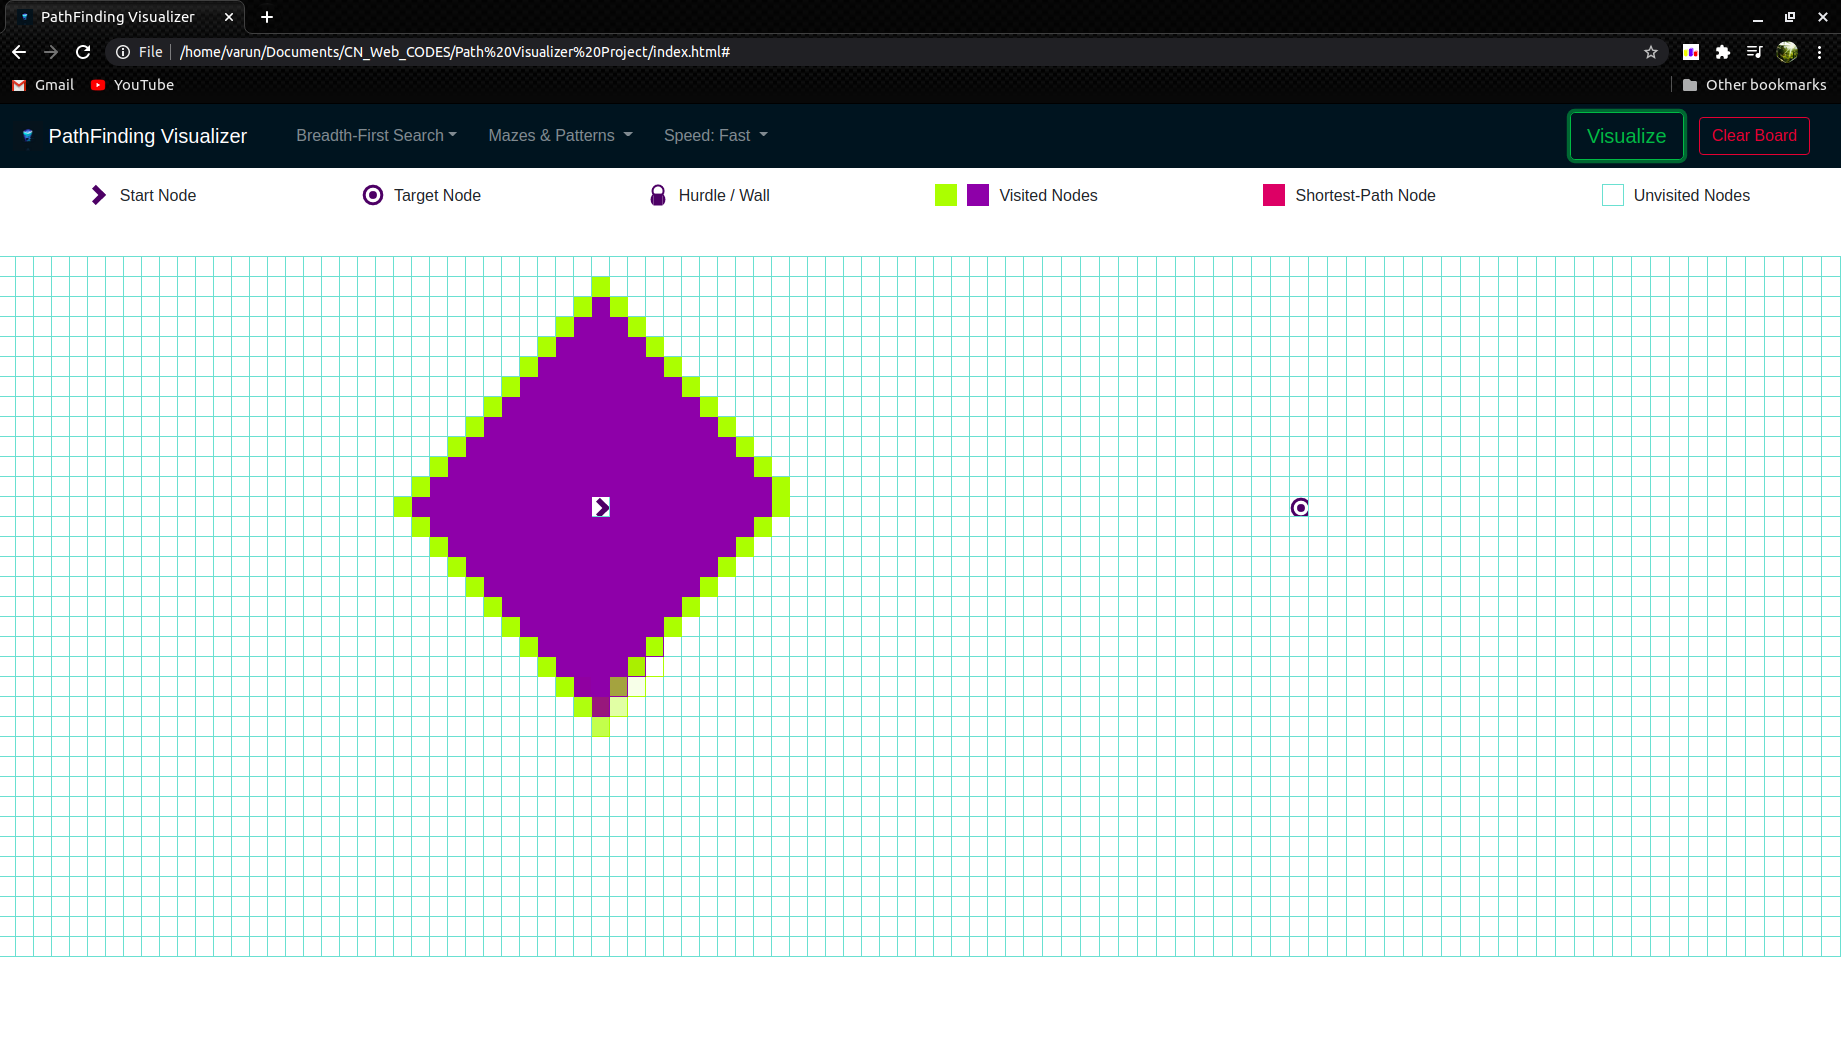 PathFinding Visualizer
File /home/varun/Documents/CN_Web_CODES/Path%20Visualizer%20Project/index.html#
Gmail YouTube Other bookmarks
PathFinding Visualizer Breadth-First Search Mazes & Patterns Speed: Fast Visualize Clear Board
Start Node Target Node Hurdle / Wall Visited Nodes Shortest-Path Node Unvisited Nodes